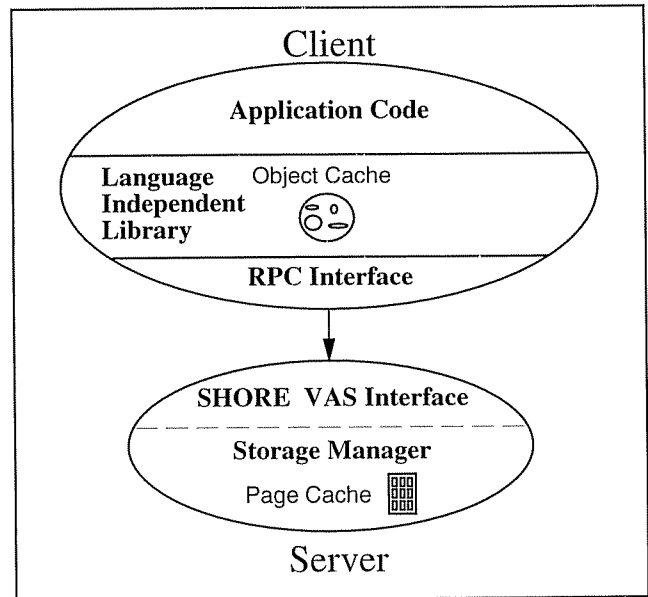 Client
Application Code
Language Object Cache
Independent
Library
RPC Interface
SHORE VAS Interface
Storage Manager
Page Cache
Server